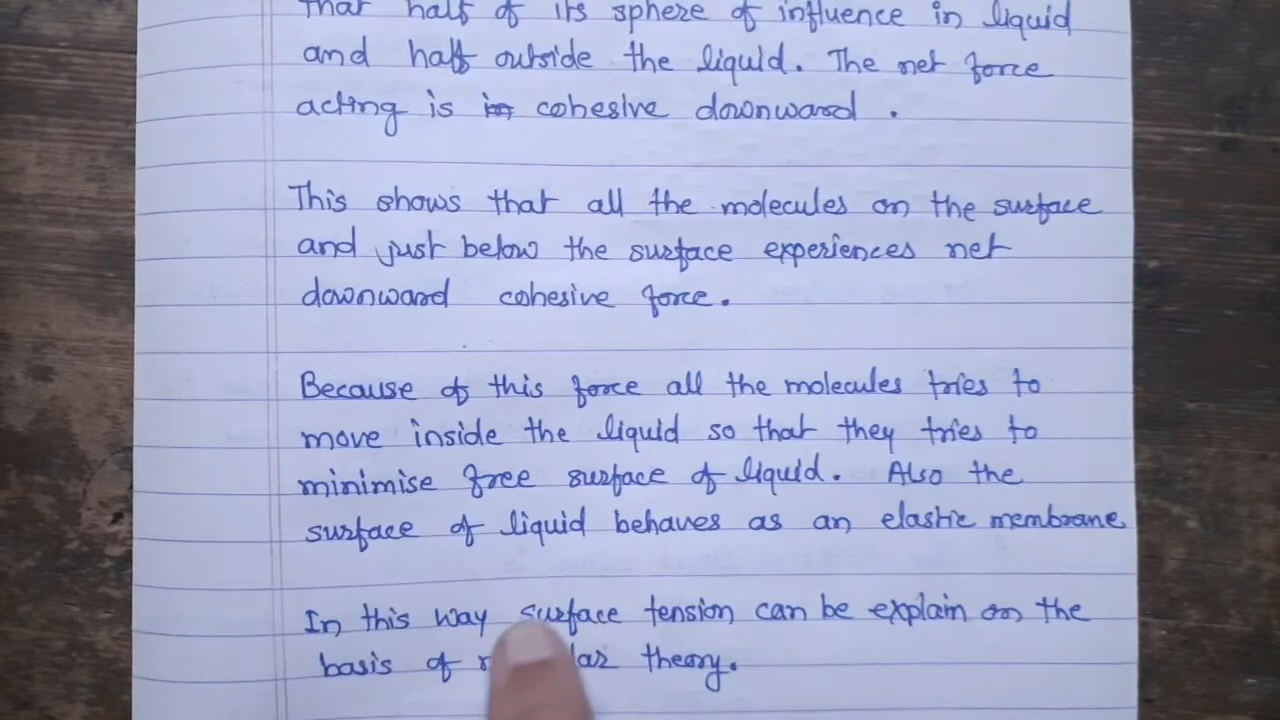 that half of its sphere of influence in liquid
and half outside the liquid. The net force
acting is cohesive downward .
This shows that all the molecules on the surface
and just below the surface experiences net
downward cohesive force.
Because of this force all the molecules tries to
move inside the liquid so that they tries to
minimise free surface of liquid. Also the
surface of liquid behaves as an elastic membrane
In this way surface tension can be explain on the
basis of theory.